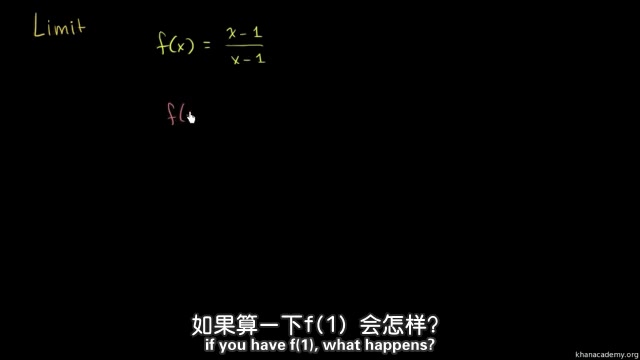 Limit
f(x) = x-1 / x-1
f(
如果算一下f(1) 会怎样?
if you have f(1), what happens?
khanacademy.org